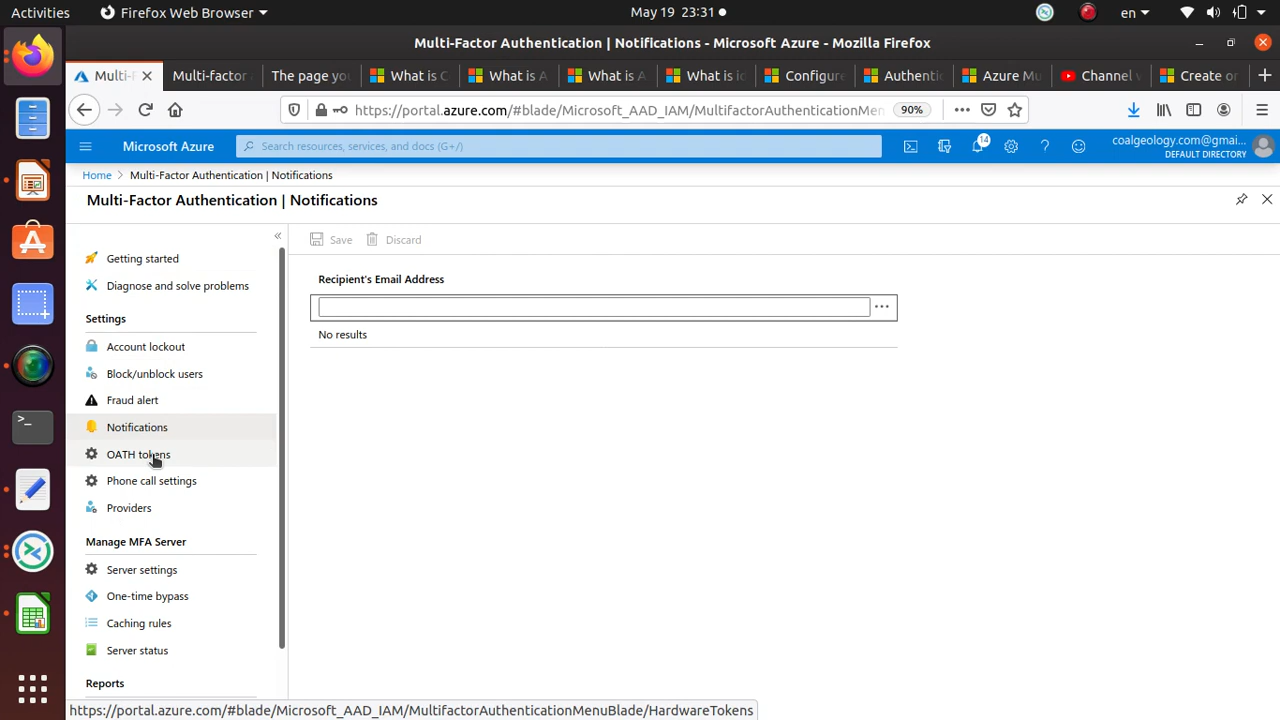 Activities
Firefox Web Browser
May 19 23:31
en
Multi-Factor Authentication | Notifications - Microsoft Azure - Mozilla Firefox
Multi-F
Multi-factor
The page yo
What is C
What is A
What is A
What is ic
Configure
Authentic
Azure Mu
Channel v
Create or
https://portal.azure.com/#blade/Microsoft_AAD_IAM/MultifactorAuthenticationMen
90%
Microsoft Azure
Search resources, services, and docs (G+/)
14
coalgeology.com@gmai...
DEFAULT DIRECTORY
Home > Multi-Factor Authentication | Notifications
Multi-Factor Authentication | Notifications
Getting started
Diagnose and solve problems
Settings
Account lockout
Block/unblock users
Fraud alert
Notifications
OATH tokens
Phone call settings
Providers
Manage MFA Server
Server settings
One-time bypass
Caching rules
Server status
Reports
Save
Discard
Recipient's Email Address
No results
https://portal.azure.com/#blade/Microsoft_AAD_IAM/MultifactorAuthenticationMenuBlade/HardwareTokens